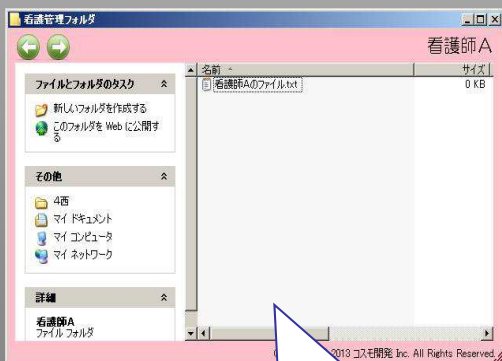 看護管理フォルダ
看護師A
ファイルとフォルダのタスク
新しいフォルダを作成する
このフォルダを Web に公開す
る
その他
4西
マイ ドキュメント
マイ コンピュータ
マイ ネットワーク
詳細
看護師A
ファイル フォルダ
名前
サイズ
看護師Aのファイル.txt
0 KB
2013 コスモ開発 Inc. All Rights Reserved.